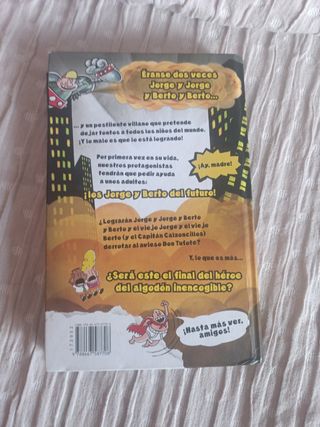 Éranse dos veces
Jorge y Jorge
y Berto y Berto...
... y un pestilente villano que pretende
dejar tontos a todos los niños del mundo.
¡Y lo malo es que lo está logrando!
Por primera vez en su vida,
nuestros protagonistas
tendrán que pedir ayuda
a unos adultos:
¡Ay, madre!
¡los Jorge y Berto del futuro!
¿Lograrán Jorge y Jorge y Berto
y Berto y el viejo Jorge y el viejo
Berto (y el Capitán Calzoncillos)
derrotar al avieso Don Tufote?
Y, lo que es más...
¿Será este el final del héroe
del algodón inencogible?
¡Hasta más ver,
amigos!